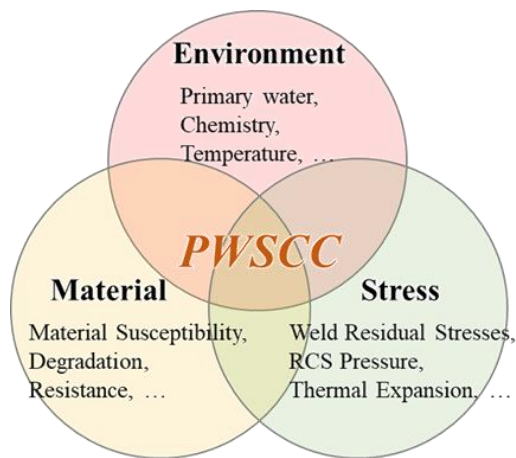 Environment
Primary water,
Chemistry,
Temperature, …
PWSCC
Material
Material Susceptibility,
Degradation,
Resistance, …
Stress
Weld Residual Stresses,
RCS Pressure,
Thermal Expansion, …